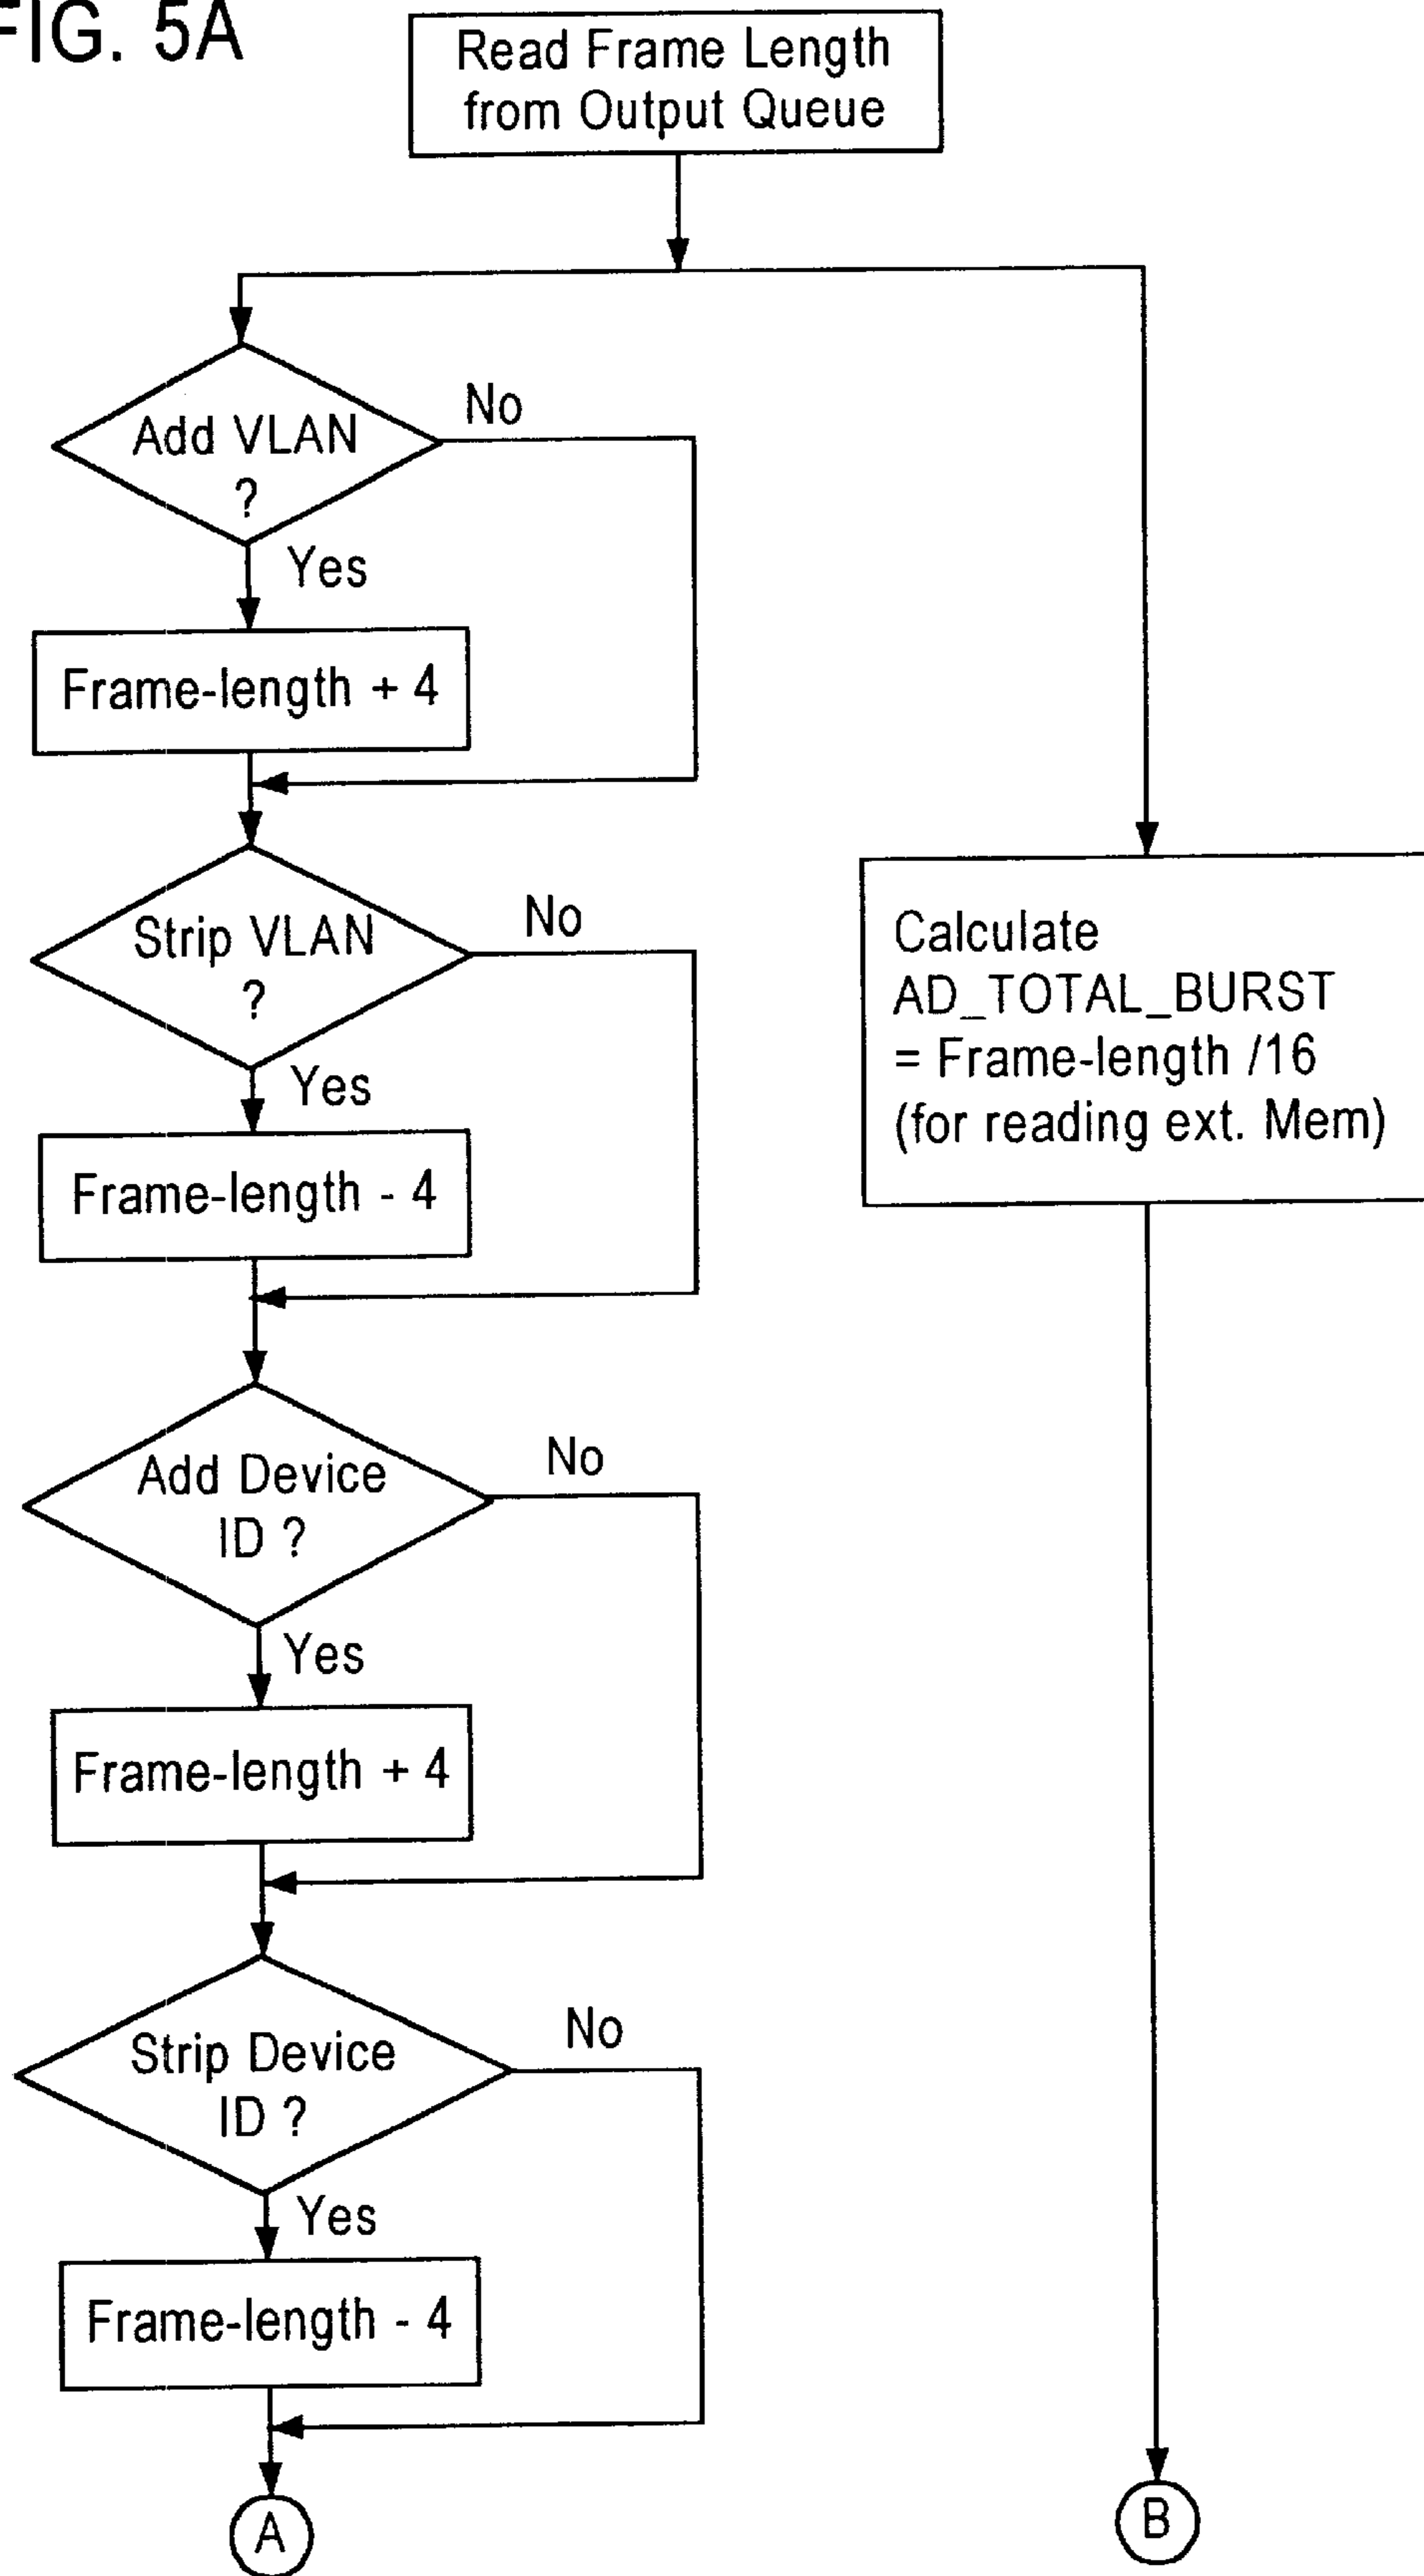 FIG. 5A
Read Frame Length
from Output Queue
Add VLAN
?
No
Yes
Frame-length + 4
Strip VLAN
?
No
Yes
Frame-length - 4
Calculate
AD_TOTAL_BURST
= Frame-length /16
(for reading ext. Mem)
Add Device
ID ?
No
Yes
Frame-length + 4
Strip Device
ID ?
No
Yes
Frame-length - 4
A
B